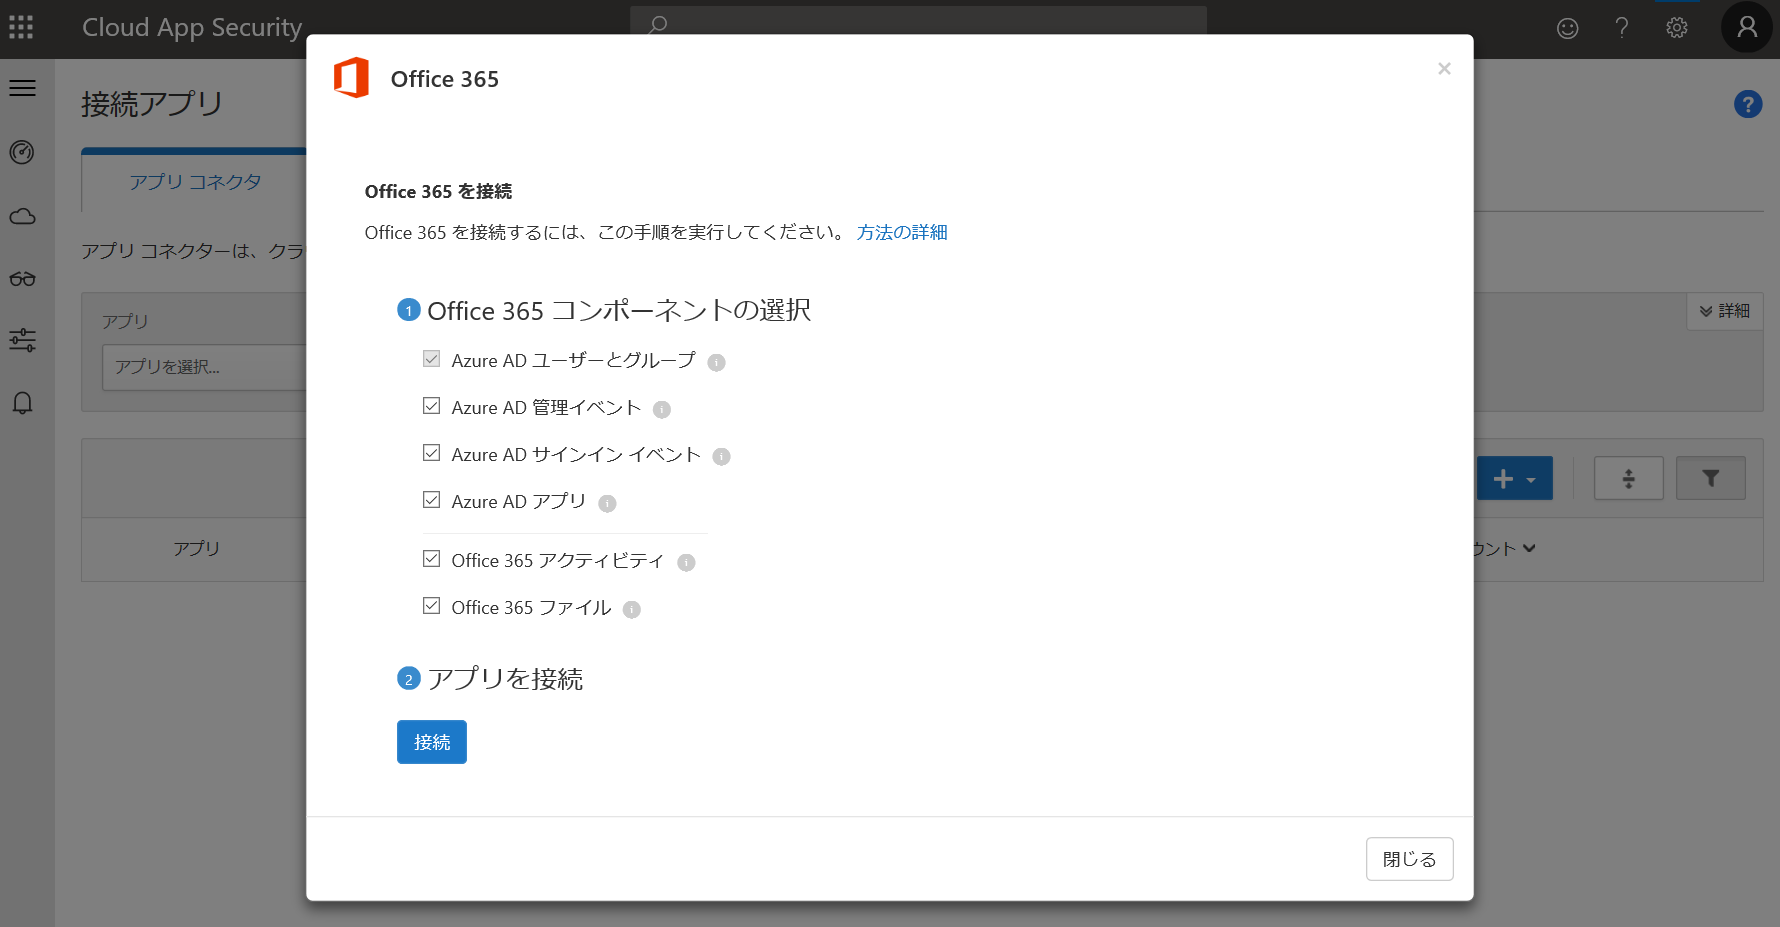 Cloud App Security
接続アプリ
アプリ コネクタ
アプリ コネクターは、クラ
アプリ
アプリを選択...
詳細
アプリ
ウント
Office 365
Office 365 を接続
Office 365 を接続するには、この手順を実行してください。 方法の詳細
1 Office 365 コンポーネントの選択
Azure AD ユーザーとグループ
Azure AD 管理イベント
Azure AD サインイン イベント
Azure AD アプリ
Office 365 アクティビティ
Office 365 ファイル
2 アプリを接続
接続
閉じる